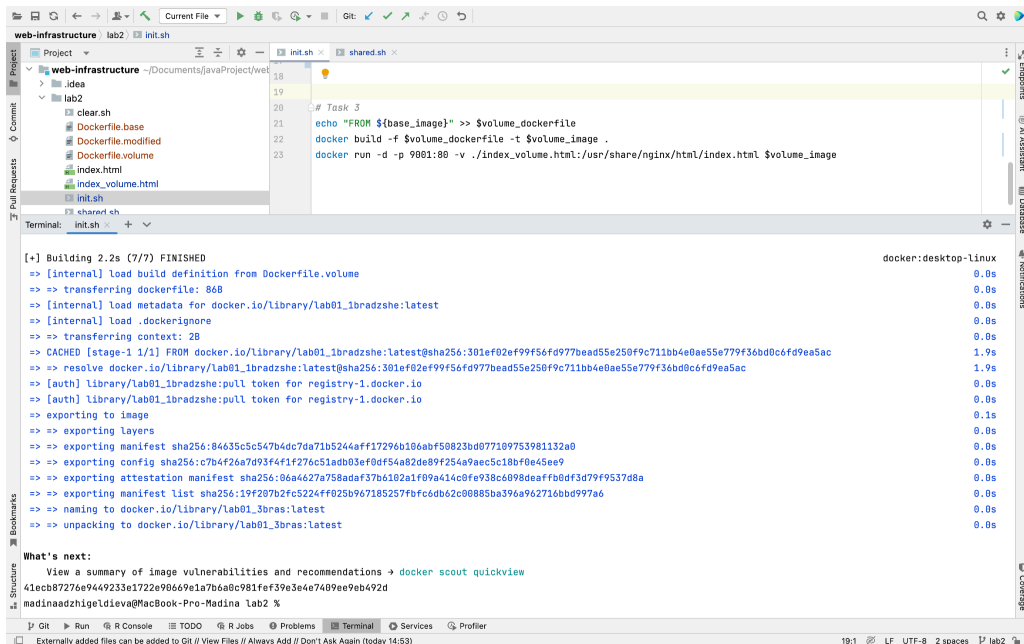 Current File
Git:
web-infrastructure
lab2
init.sh
Project
init.sh
shared.sh
web-infrastructure ~/Documents/javaProject/web
.idea
lab2
clear.sh
Dockerfile.base
Dockerfile.modified
Dockerfile.volume
index.html
index_volume.html
init.sh
shared.sh
18
19
20 # Task 3
21 echo "FROM ${base_image}" >> $volume_dockerfile
22 docker build -f $volume_dockerfile -t $volume_image .
23 docker run -d -p 9001:80 -v ./index_volume.html:/usr/share/nginx/html/index.html $volume_image
Project
Commit
Pull Requests
Bookmarks
Structure
Endpoints
AI Assistant
Database
Notifications
Coverage
Terminal: init.sh
[+] Building 2.2s (7/7) FINISHED docker:desktop-linux
=> [internal] load build definition from Dockerfile.volume 0.0s
=> => transferring dockerfile: 86B 0.0s
=> [internal] load metadata for docker.io/library/lab01_1bradzshe:latest 0.0s
=> [internal] load .dockerignore 0.0s
=> => transferring context: 2B 0.0s
=> CACHED [stage-1 1/1] FROM docker.io/library/lab01_1bradzshe:latest@sha256:301ef02ef99f56fd977bead55e250f9c711bb4e0ae55e779f36bd0c6fd9ea5ac 1.9s
=> => resolve docker.io/library/lab01_1bradzshe:latest@sha256:301ef02ef99f56fd977bead55e250f9c711bb4e0ae55e779f36bd0c6fd9ea5ac 1.9s
=> [auth] library/lab01_1bradzshe:pull token for registry-1.docker.io 0.0s
=> [auth] library/lab01_1bradzshe:pull token for registry-1.docker.io 0.0s
=> exporting to image 0.1s
=> => exporting layers 0.0s
=> => exporting manifest sha256:84635c5c547b4dc7da71b5244aff17296b106abf50823bd077109753981132a0 0.0s
=> => exporting config sha256:c7b4f26a7d93f4f1f276c51adb03ef0df54a82de89f254a9aec5c18bf0e45ee9 0.0s
=> => exporting attestation manifest sha256:06a4627a758adaf37b6102a1f09a414c0fe938c6098deaffb0df3d79f9537d8a 0.0s
=> => exporting manifest list sha256:19f207b2fc5224ff025b967185257fbfc6db62c00885ba396a962716bbd997a6 0.0s
=> => naming to docker.io/library/lab01_3bras:latest 0.0s
=> => unpacking to docker.io/library/lab01_3bras:latest 0.0s
What's next:
View a summary of image vulnerabilities and recommendations → docker scout quickview
41ecb87276e9449233e1722e90669e1a7b6a0c981fef39e3e4e7409ee9eb492d
madinaadzhigeldieva@MacBook-Pro-Madina lab2 %
Git Run R Console TODO R Jobs Problems Terminal Services Profiler
Externally added files can be added to Git // View Files // Always Add // Don't Ask Again (today 14:53) 19:1 LF UTF-8 2 spaces lab2